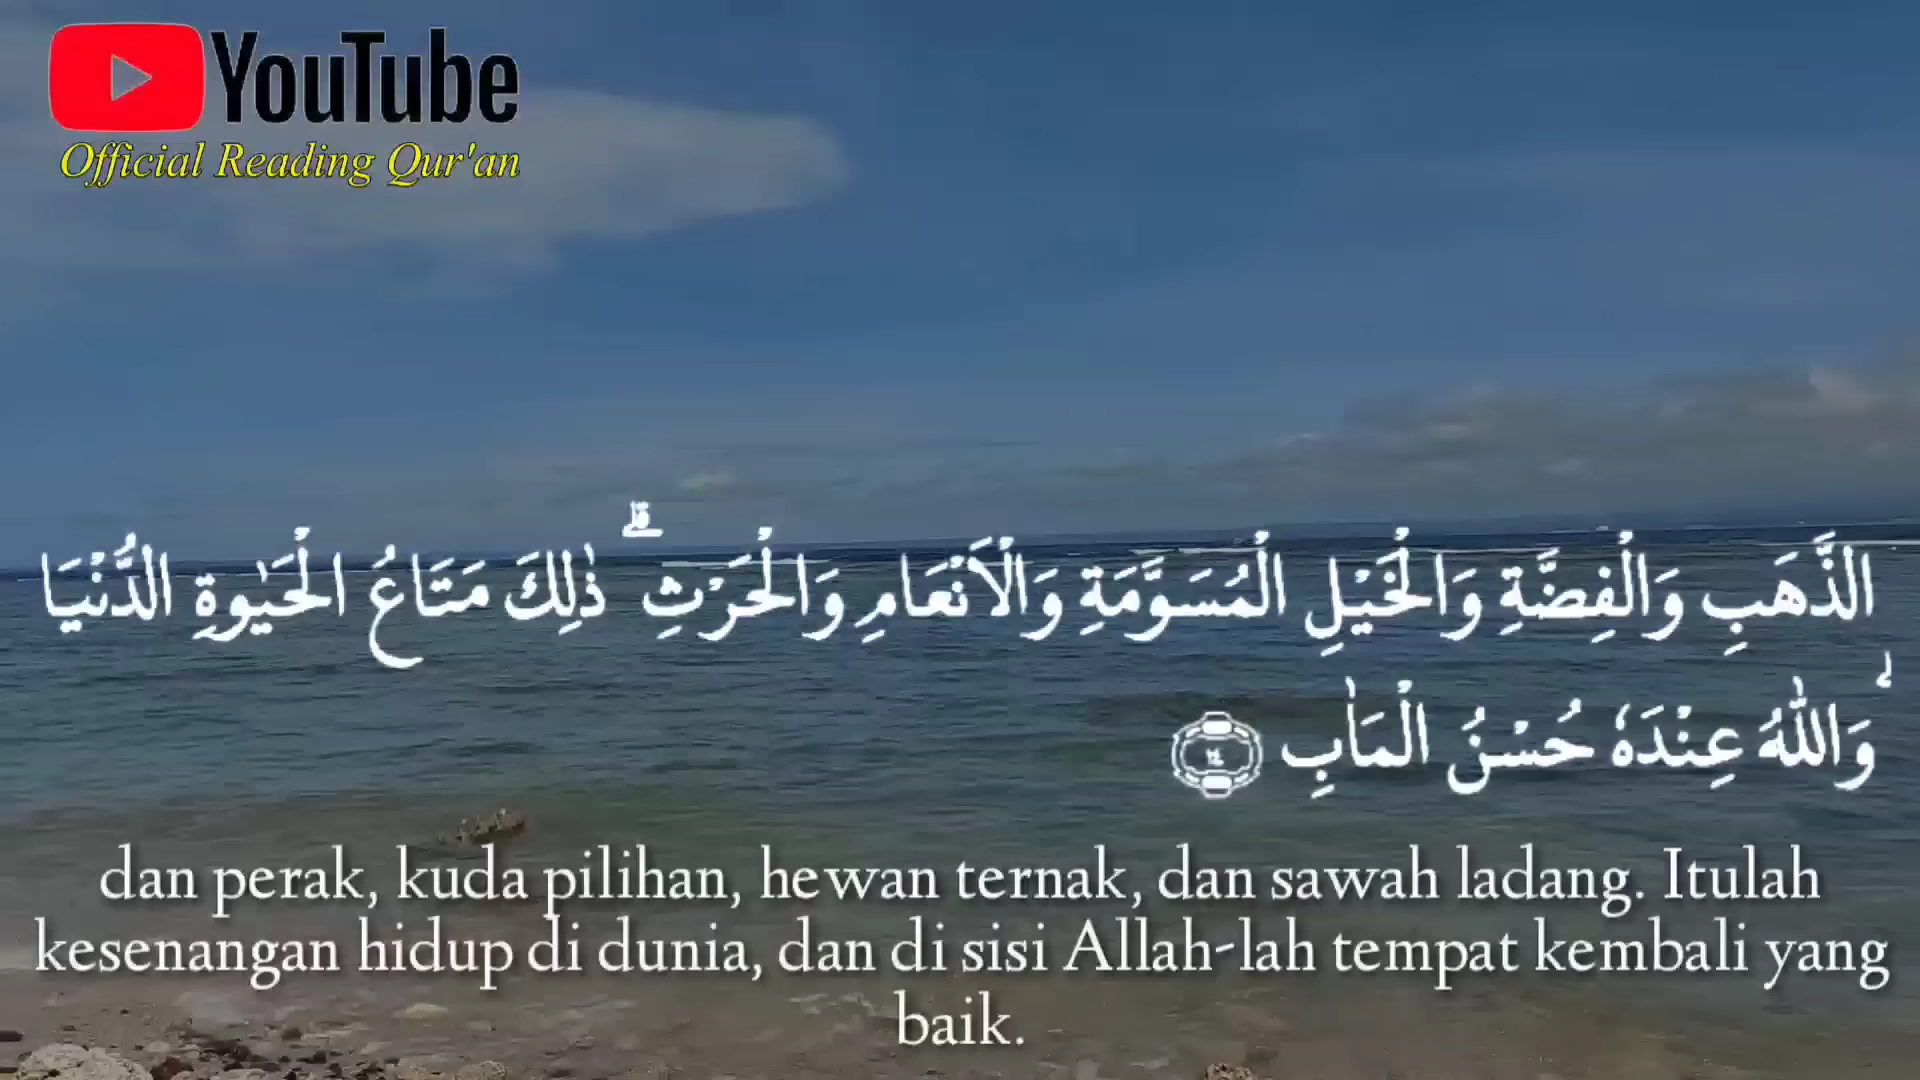 YouTube
Official Reading Qur'an
الذَّهَبِ وَالْفِضَّةِ وَالْخَيْلِ الْمُسَوَّمَةِ وَالْاَنْعَامِ وَالْحَرْثِ ۗ ذٰلِكَ مَتَاعُ الْحَيٰوةِ الدُّنْيَا
ۚ وَاللّٰهُ عِنْدَهٗ حُسْنُ الْمَاٰبِ ١٤
dan perak, kuda pilihan, hewan ternak, dan sawah ladang. Itulah
kesenangan hidup di dunia, dan di sisi Allah-lah tempat kembali yang
baik.